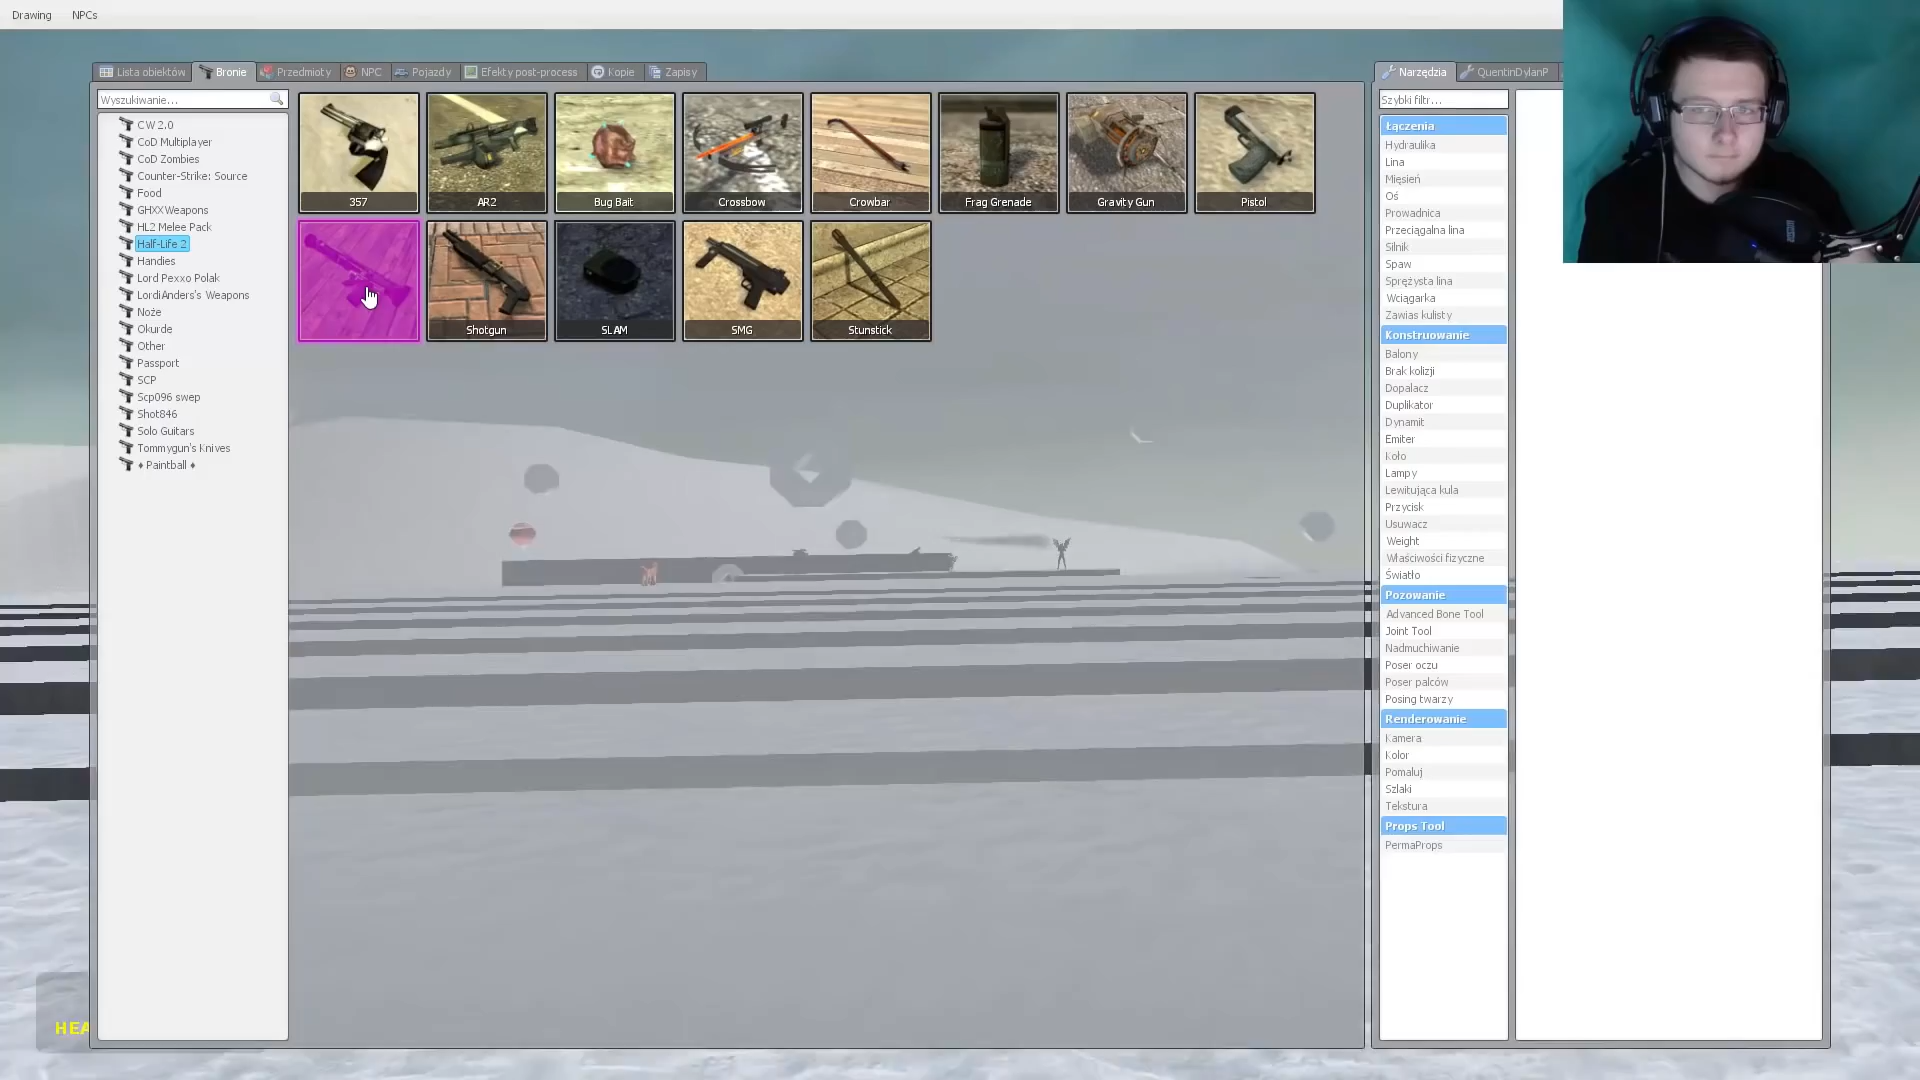 Drawing NPCs
Lista obiektów Bronie Przedmioty NPC Pojazdy Efekty post-process Kopie Zapisy
Narzędzia QuentinDylanP
Wyszukiwanie...
CW 2.0
CoD Multiplayer
CoD Zombies
Counter-Strike: Source
Food
GHXXWeapons
HL2 Melee Pack
Half-Life 2
Handies
Lord Pexxo Polak
LordiAnders's Weapons
Noże
Okurde
Other
Passport
SCP
Scp096 swep
Shot846
Solo Guitars
Tommygun's Knives
♦ Paintball ♦
357 AR2 Bug Bait Crossbow Crowbar Frag Grenade Gravity Gun Pistol
Shotgun SLAM SMG Stunstick
Szybki filtr...
Łączenia
Hydraulika
Lina
Mięsień
Oś
Prowadnica
Przeciągalna lina
Silnik
Spaw
Sprężysta lina
Wciągarka
Zawias kulisty
Konstruowanie
Balony
Brak kolizji
Dopalacz
Duplikator
Dynamit
Emiter
Koło
Lampy
Lewitująca kula
Przycisk
Usuwacz
Weight
Właściwości fizyczne
Światło
Pozowanie
Advanced Bone Tool
Joint Tool
Nadmuchiwanie
Poser oczu
Poser palców
Posing twarzy
Renderowanie
Kamera
Kolor
Pomaluj
Szlaki
Tekstura
Props Tool
PermaProps
HEA